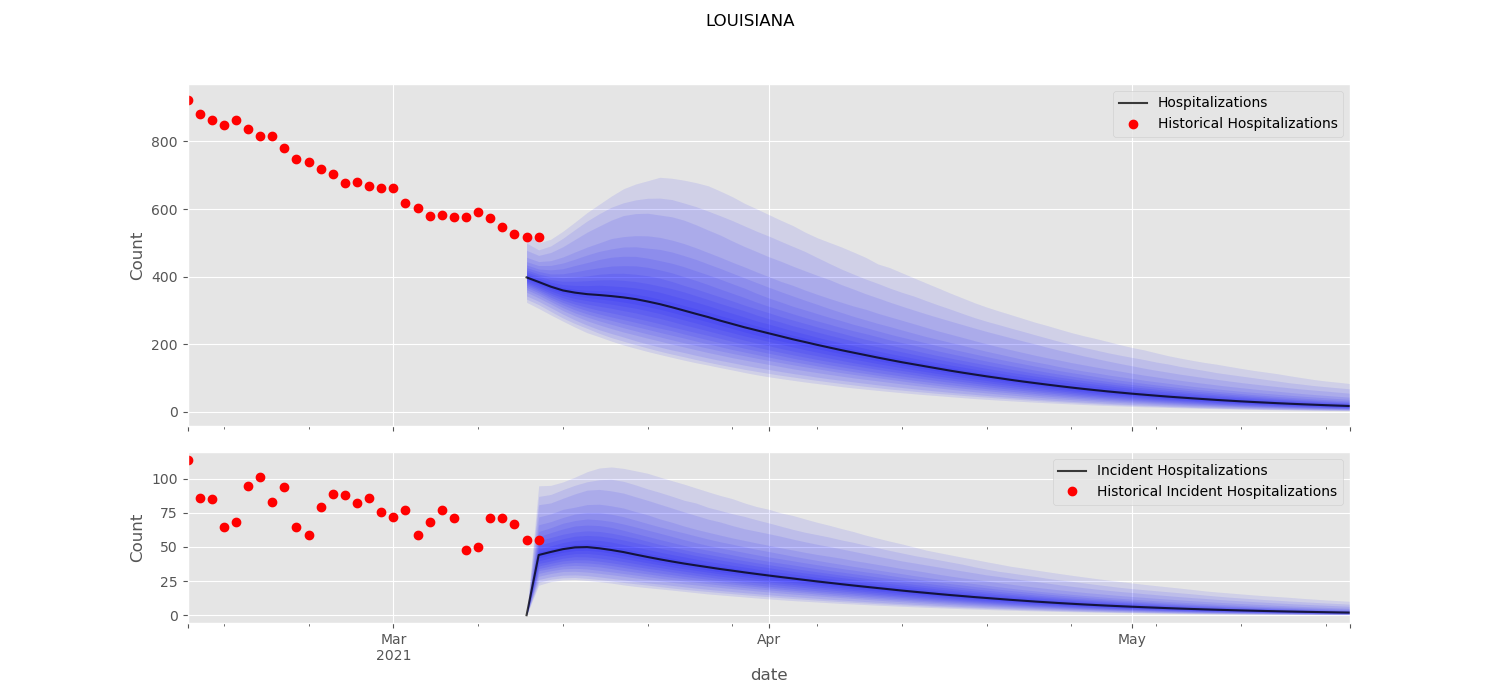 LOUISIANA
Hospitalizations
Historical Hospitalizations
800
600
400
200
0
Count
Incident Hospitalizations
Historical Incident Hospitalizations
100
75
50
25
0
Count
Mar
2021
Apr
May
date